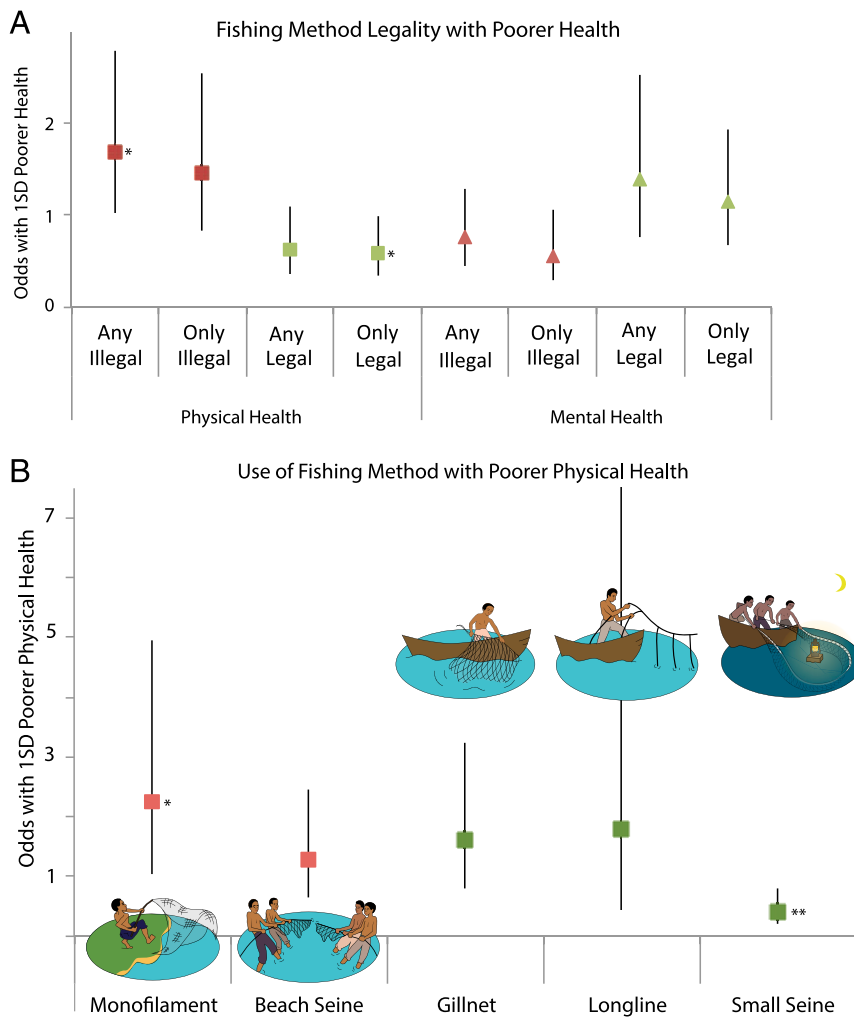 A
Fishing Method Legality with Poorer Health
Odds with 1SD Poorer Health
2
1
0
*
*
Any
Illegal
Only
Illegal
Any
Legal
Only
Legal
Any
Illegal
Only
Illegal
Any
Legal
Only
Legal
Physical Health
Mental Health
B
Use of Fishing Method with Poorer Physical Health
Odds with 1SD Poorer Physical Health
7
5
3
1
*
**
Monofilament
Beach Seine
Gillnet
Longline
Small Seine